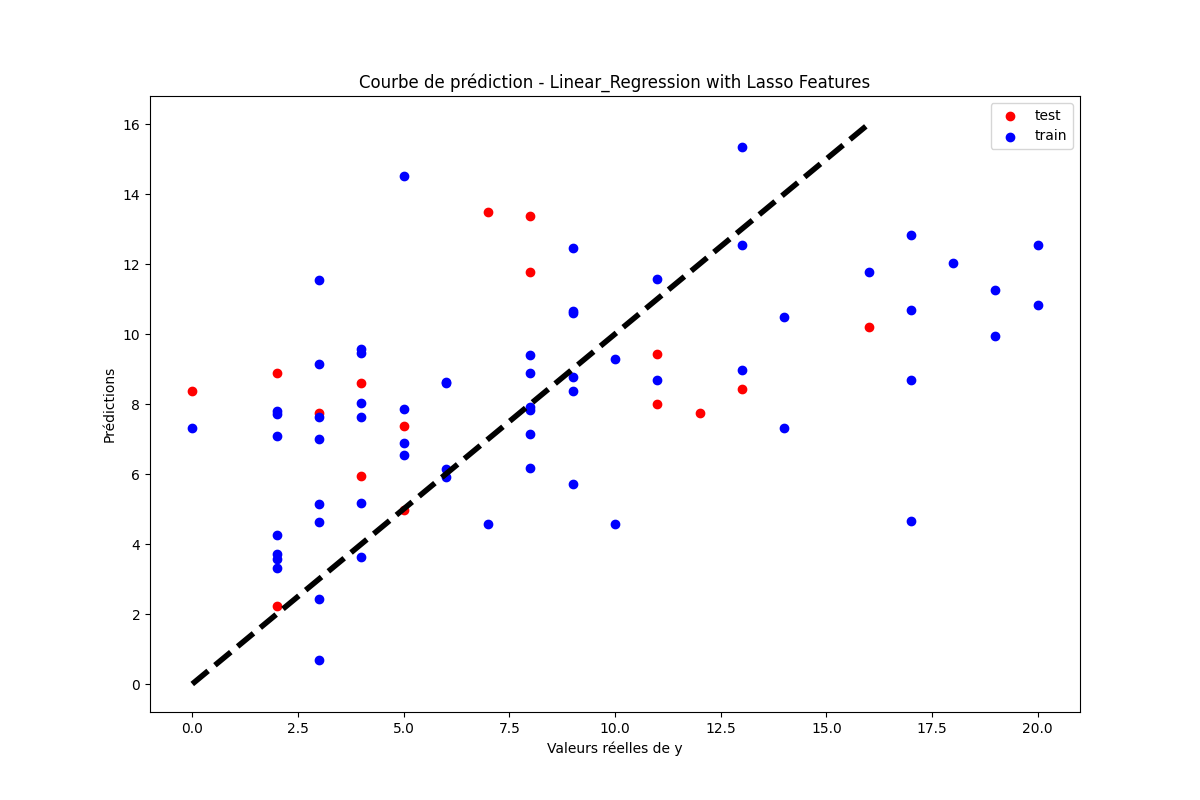 Courbe de prédiction - Linear_Regression with Lasso Features
test
train
16
14
12
10
8
6
4
2
0
Prédictions
0.0 2.5 5.0 7.5 10.0 12.5 15.0 17.5 20.0
Valeurs réelles de y